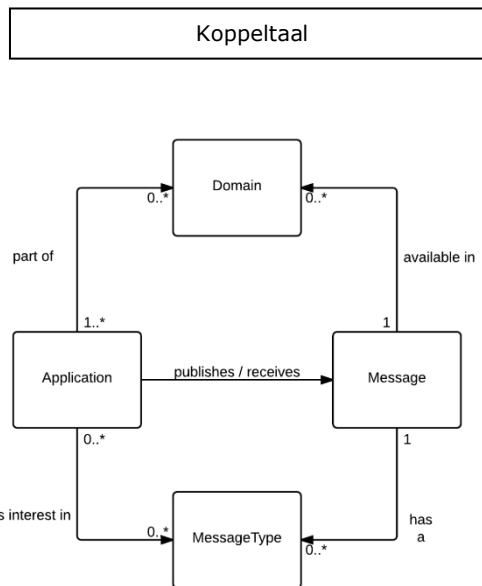 Koppeltaal
Domain
0..*
0..*
part of
available in
1..*
1
Application
publishes / receives
Message
0..*
1
s interest in
0..*
MessageType
0..*
has
a